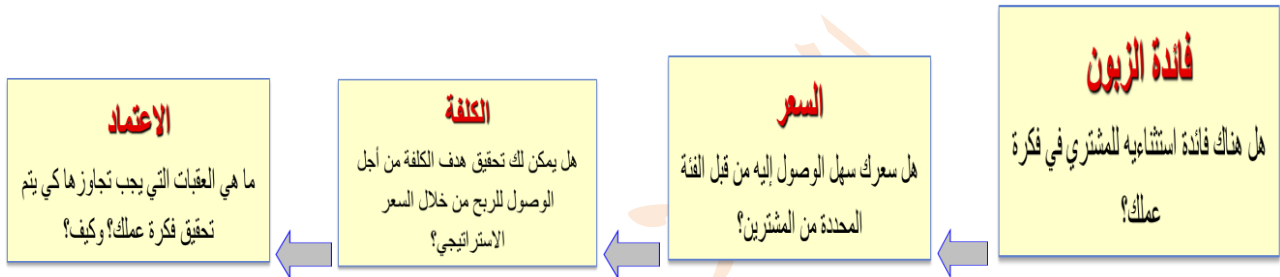 فائدة الزبون
هل هناك فائدة استثناءيه للمشتري في فكرة
عملك؟
السعر
هل سعرك سهل الوصول إليه من قبل الفئة
المحددة من المشترين؟
الكلفة
هل يمكن لك تحقيق هدف الكلفة من أجل
الوصول للربح من خلال السعر
الاستراتيجي؟
الاعتماد
ما هي العقبات التي يجب تجاوزها كي يتم
تحقيق فكرة عملك؟ وكيف؟